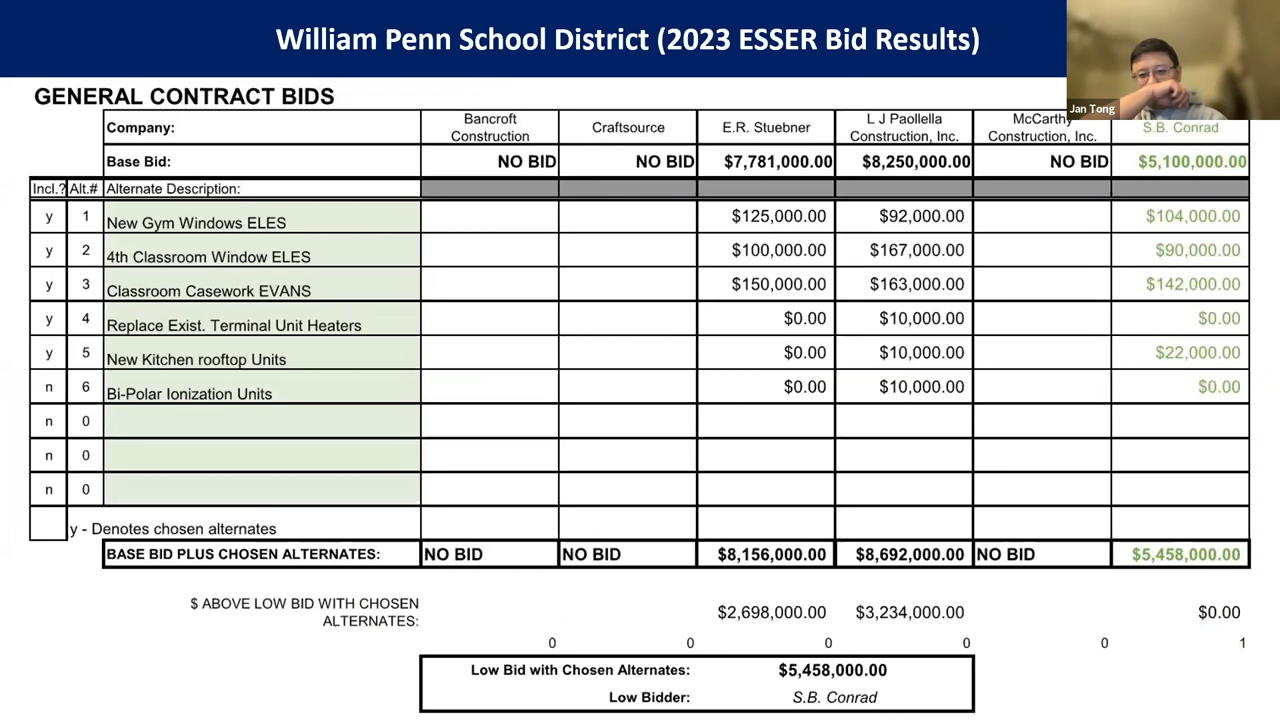 William Penn School District (2023 ESSER Bid Results)
Jan Tong
GENERAL CONTRACT BIDS
Company: Bancroft Construction Craftsource E.R. Stuebner L J Paollella Construction, Inc. McCarthy Construction, Inc. S.B. Conrad
Base Bid: NO BID NO BID $7,781,000.00 $8,250,000.00 NO BID $5,100,000.00
Incl.? Alt.# Alternate Description:
y 1 New Gym Windows ELES $125,000.00 $92,000.00 $104,000.00
y 2 4th Classroom Window ELES $100,000.00 $167,000.00 $90,000.00
y 3 Classroom Casework EVANS $150,000.00 $163,000.00 $142,000.00
y 4 Replace Exist. Terminal Unit Heaters $0.00 $10,000.00 $0.00
y 5 New Kitchen rooftop Units $0.00 $10,000.00 $22,000.00
n 6 Bi-Polar Ionization Units $0.00 $10,000.00 $0.00
n 0
n 0
n 0
y - Denotes chosen alternates
BASE BID PLUS CHOSEN ALTERNATES: NO BID NO BID $8,156,000.00 $8,692,000.00 NO BID $5,458,000.00
$ ABOVE LOW BID WITH CHOSEN
ALTERNATES: $2,698,000.00 $3,234,000.00 $0.00
0 0 0 0 0 1
Low Bid with Chosen Alternates: $5,458,000.00
Low Bidder: S.B. Conrad